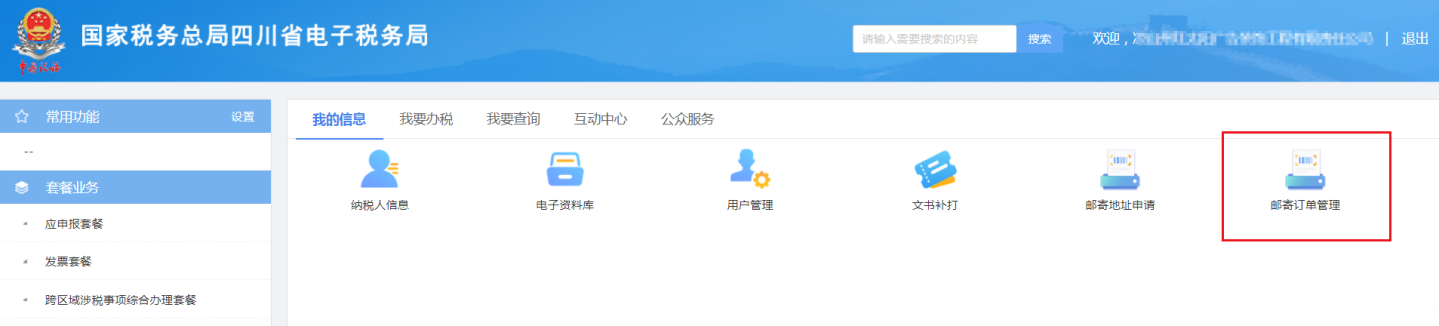 国家税务总局四川省电子税务局
请输入需要搜索的内容 搜索 欢迎， | 退出
中国税务
常用功能 设置
我的信息 我要办税 我要查询 互动中心 公众服务
--
套餐业务
纳税人信息 电子资料库 用户管理 文书补打 邮寄地址申请 邮寄订单管理
应申报套餐
发票套餐
跨区域涉税事项综合办理套餐